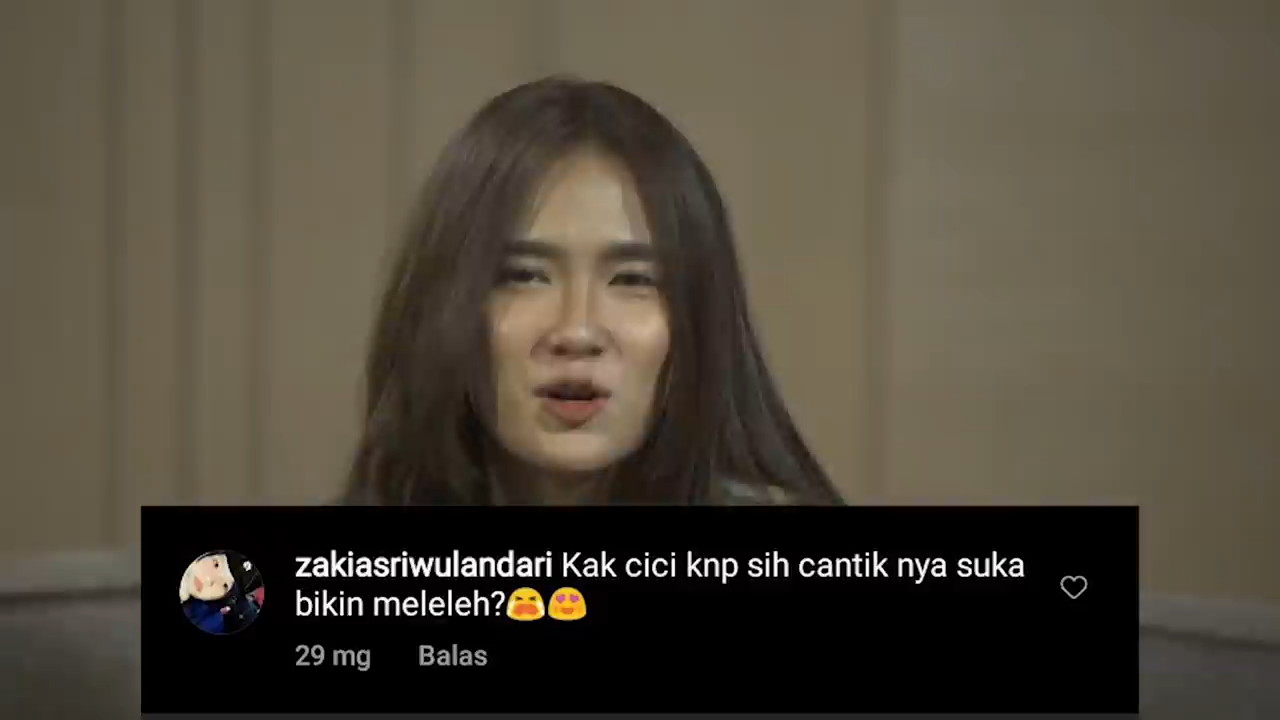 zakiasriwulandari Kak cici knp sih cantik nya suka
bikin meleleh?😫😍
29 mg Balas